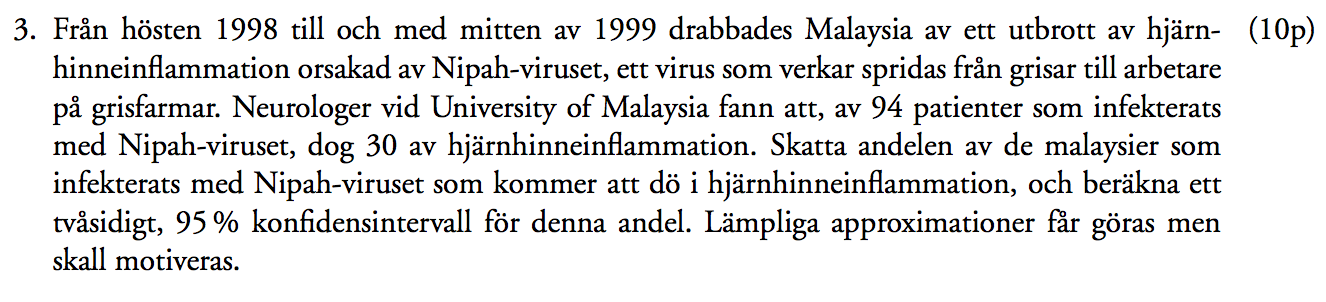 3. Från hösten 1998 till och med mitten av 1999 drabbades Malaysia av ett utbrott av hjärn- (10p)
hinneinflammation orsakad av Nipah-viruset, ett virus som verkar spridas från grisar till arbetare
på grisfarmar. Neurologer vid University of Malaysia fann att, av 94 patienter som infekterats
med Nipah-viruset, dog 30 av hjärnhinneinflammation. Skatta andelen av de malaysier som
infekterats med Nipah-viruset som kommer att dö i hjärnhinneinflammation, och beräkna ett
tvåsidigt, 95 % konfidensintervall för denna andel. Lämpliga approximationer får göras men
skall motiveras.